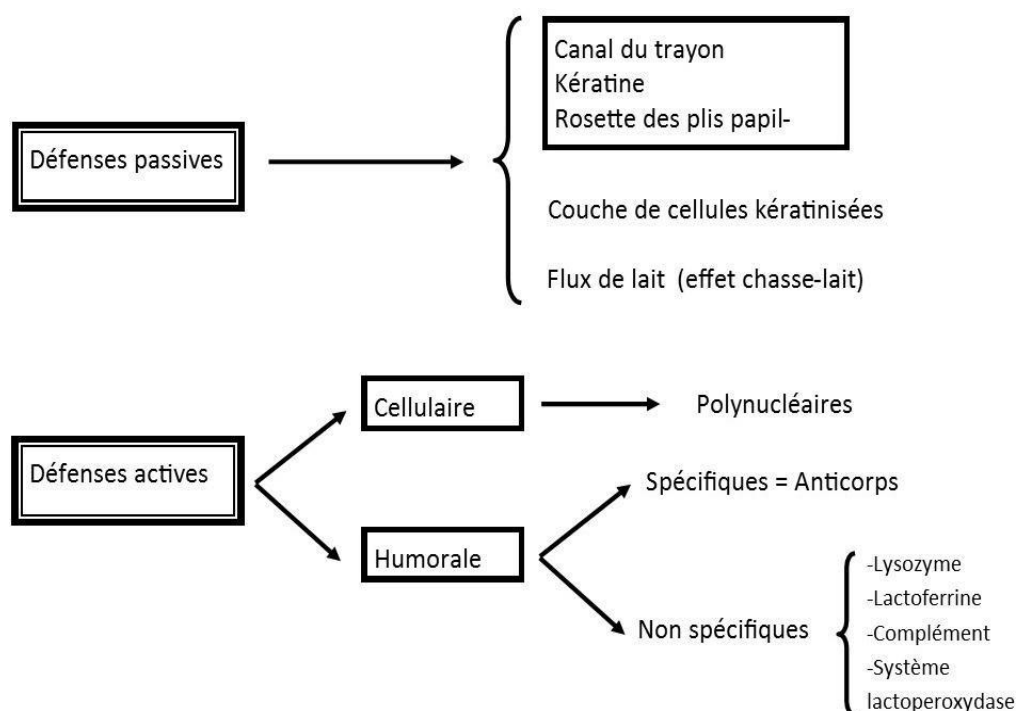 Canal du trayon
Kératine
Rosette des plis papil-
Défenses passives
Couche de cellules kératinisées
Flux de lait (effet chasse-lait)
Cellulaire
Polynucléaires
Défenses actives
Spécifiques = Anticorps
Humorale
Non spécifiques
-Lysozyme
-Lactoferrine
-Complément
-Système
lactoperoxydase